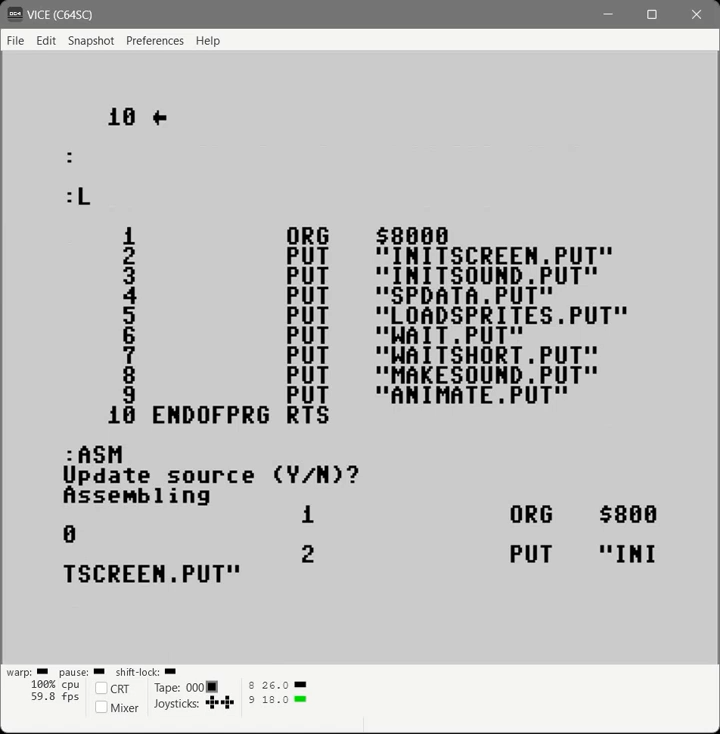 VICE (C64SC)
File Edit Snapshot Preferences Help
10 ←
:
:L
1 ORG $8000
2 PUT "INITSCREEN.PUT"
3 PUT "INITSOUND.PUT"
4 PUT "SPDATA.PUT"
5 PUT "LOADSPRITES.PUT"
6 PUT "WAIT.PUT"
7 PUT "WAITSHORT.PUT"
8 PUT "MAKESOUND.PUT"
9 PUT "ANIMATE.PUT"
10 ENDOFPRG RTS
:ASM
Update source (Y/N)?
Assembling
1 ORG $800
0
2 PUT "INI
TSCREEN.PUT"
warp: pause: shift-lock:
100% cpu
59.8 fps
CRT
Mixer
Tape: 000
Joysticks:
8 26.0
9 18.0